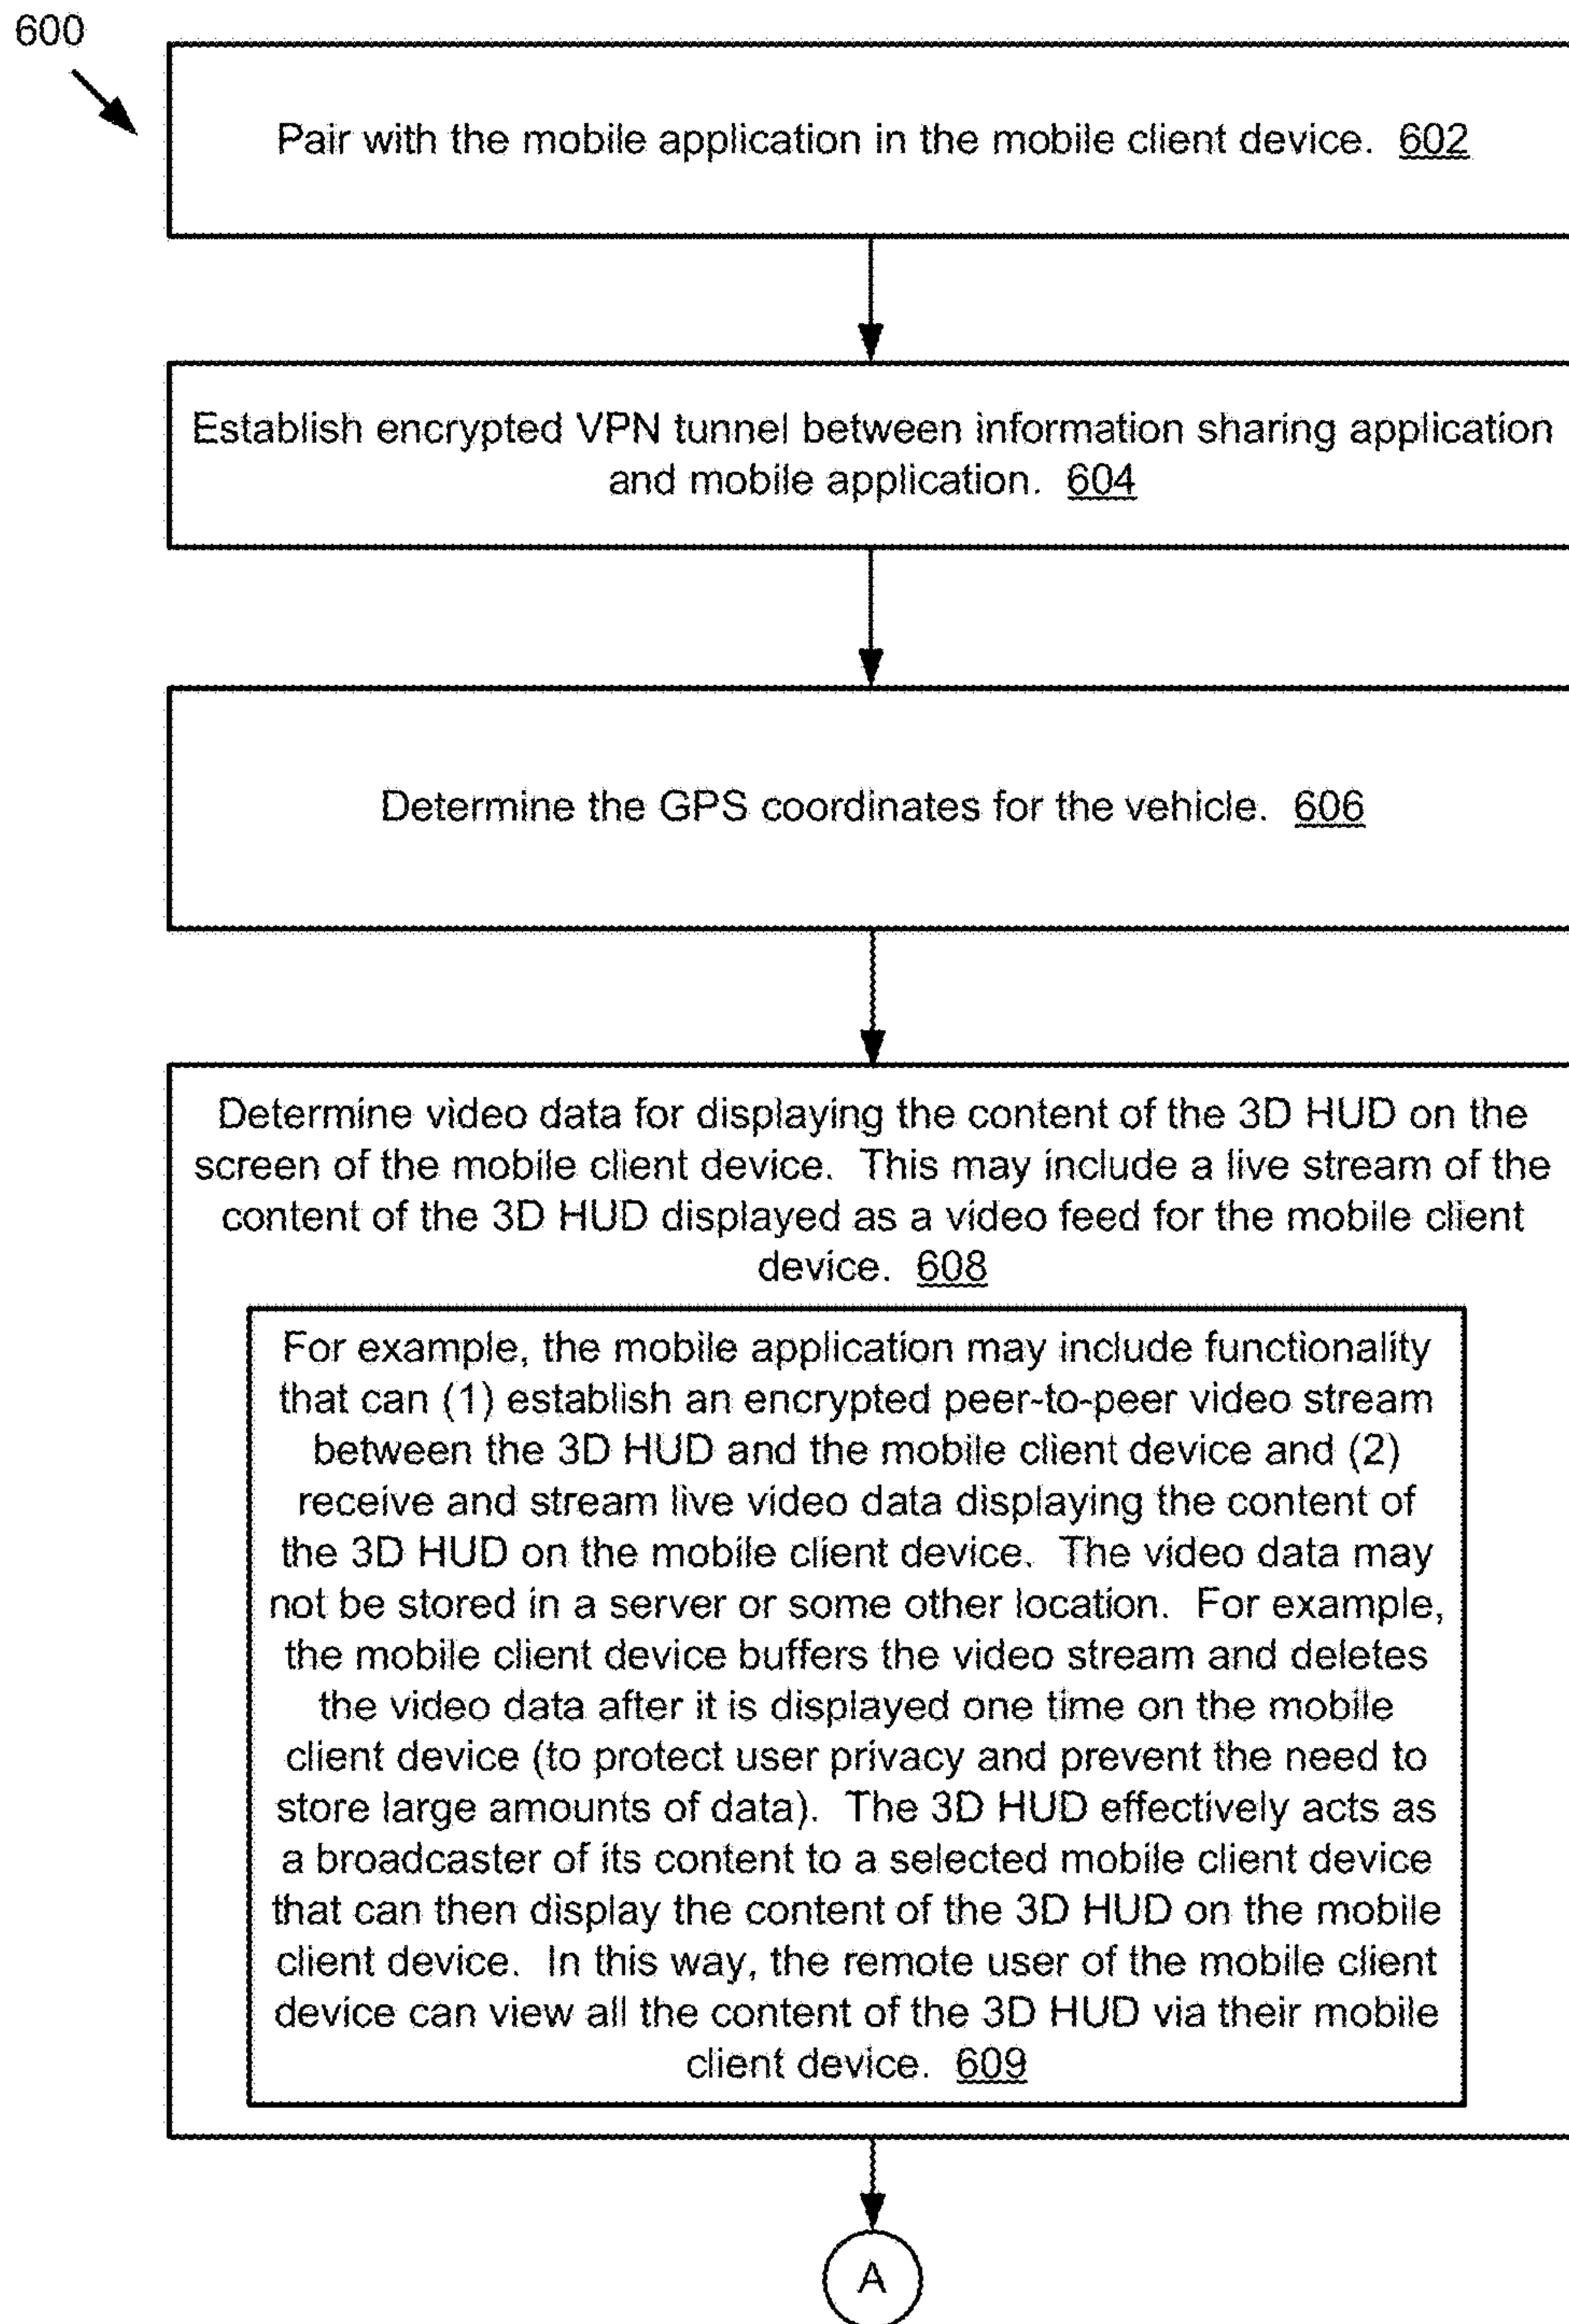 600
Pair with the mobile application in the mobile client device. 602
Establish encrypted VPN tunnel between information sharing application
and mobile application. 604
Determine the GPS coordinates for the vehicle. 606
Determine video data for displaying the content of the 3D HUD on the
screen of the mobile client device. This may include a live stream of the
content of the 3D HUD displayed as a video feed for the mobile client
device. 608
For example, the mobile application may include functionality
that can (1) establish an encrypted peer-to-peer video stream
between the 3D HUD and the mobile client device and (2)
receive and stream live video data displaying the content of
the 3D HUD on the mobile client device. The video data may
not be stored in a server or some other location. For example,
the mobile client device buffers the video stream and deletes
the video data after it is displayed one time on the mobile
client device (to protect user privacy and prevent the need to
store large amounts of data). The 3D HUD effectively acts as
a broadcaster of its content to a selected mobile client device
that can then display the content of the 3D HUD on the mobile
client device. In this way, the remote user of the mobile client
device can view all the content of the 3D HUD via their mobile
client device. 609
A